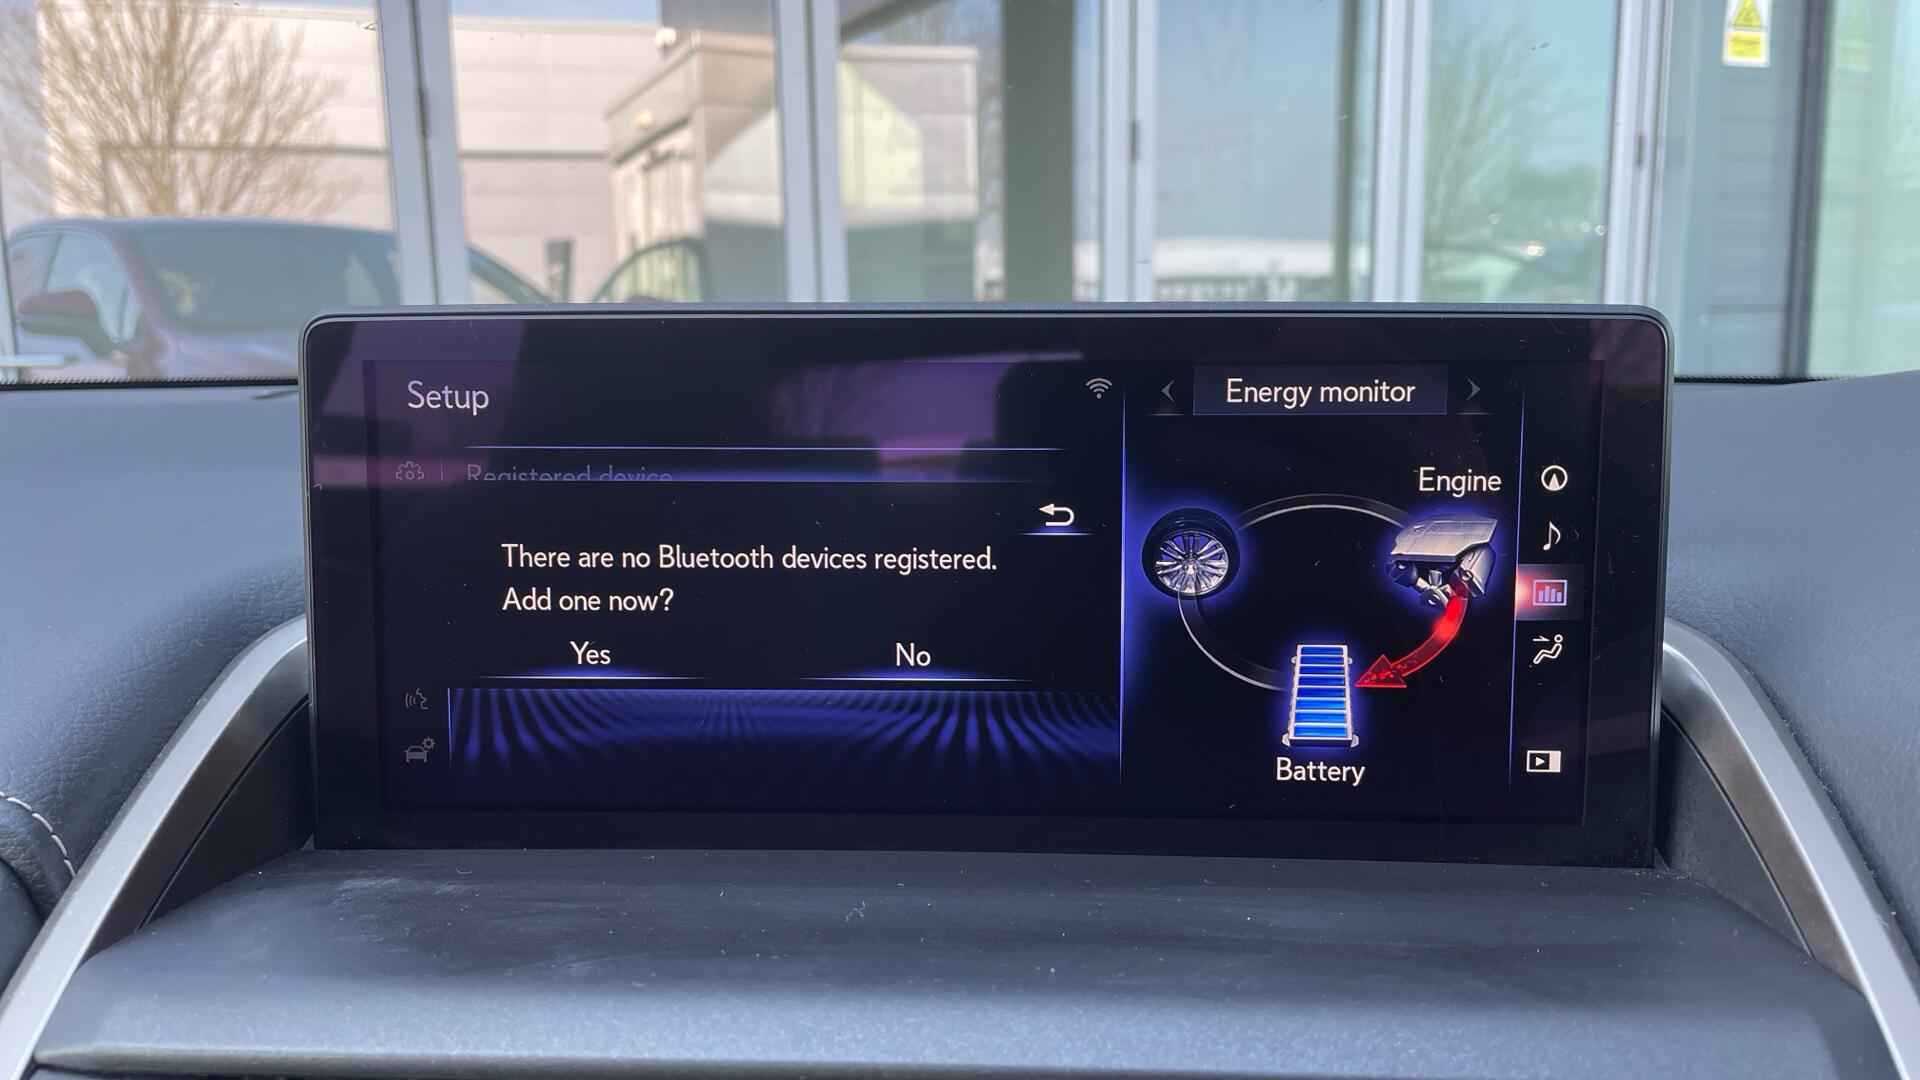 Setup
Energy monitor
Registered device
Engine
There are no Bluetooth devices registered.
Add one now?
Yes
No
Battery